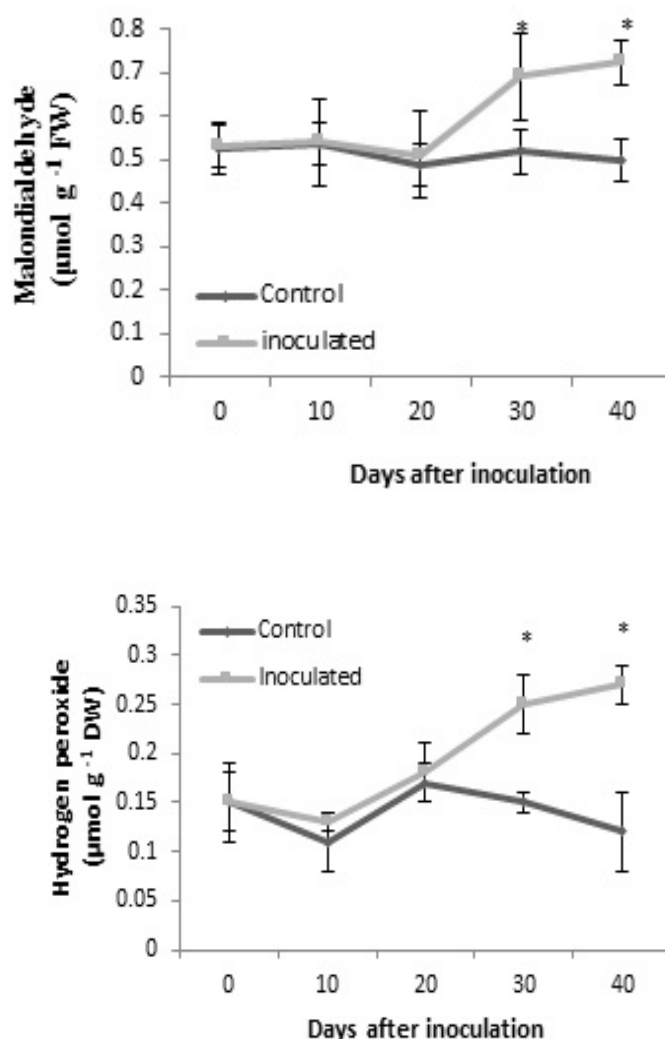 Malondialdehyde
(µmol g ⁻¹ FW)
0.8
0.7
0.6
0.5
0.4
0.3
0.2
0.1
0
*
*
Control
inoculated
0 10 20 30 40
Days after inoculation
Hydrogen peroxide
(µmol g ⁻¹ DW)
0.35
0.3
0.25
0.2
0.15
0.1
0.05
0
Control
Inoculated
*
*
0 10 20 30 40
Days after inoculation